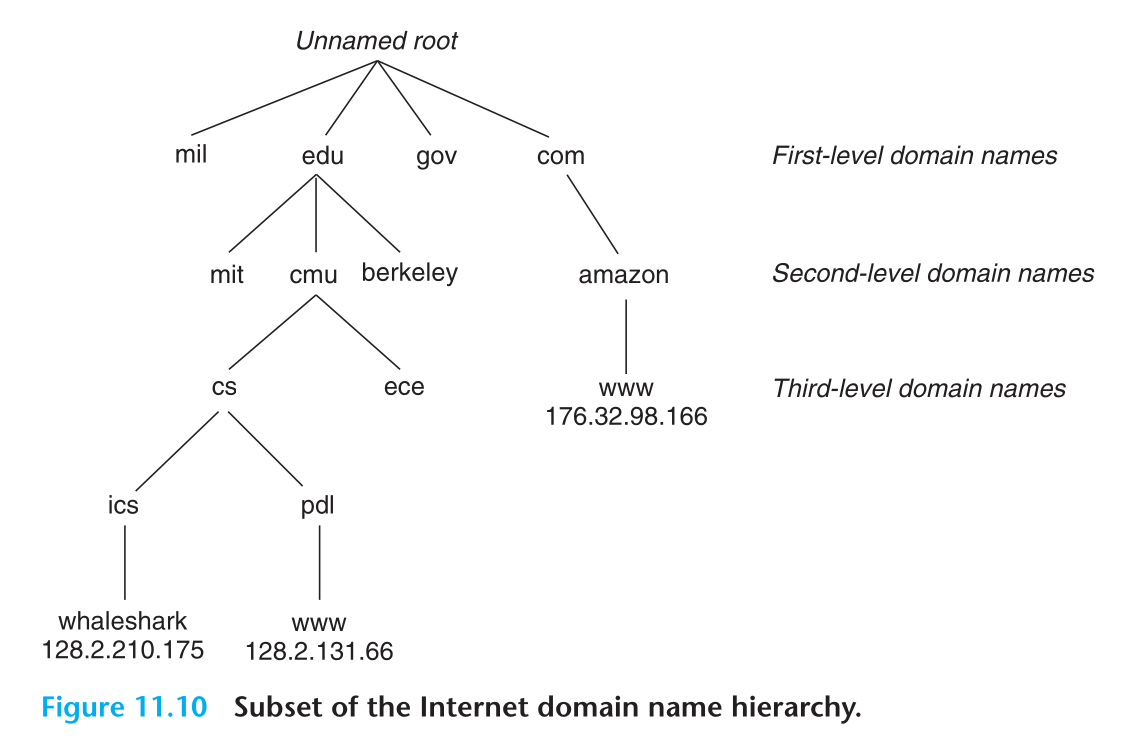 Unnamed root
mil edu gov com First-level domain names
mit cmu berkeley amazon Second-level domain names
cs ece www Third-level domain names
176.32.98.166
ics pdl
whaleshark www
128.2.210.175 128.2.131.66
Figure 11.10 Subset of the Internet domain name hierarchy.